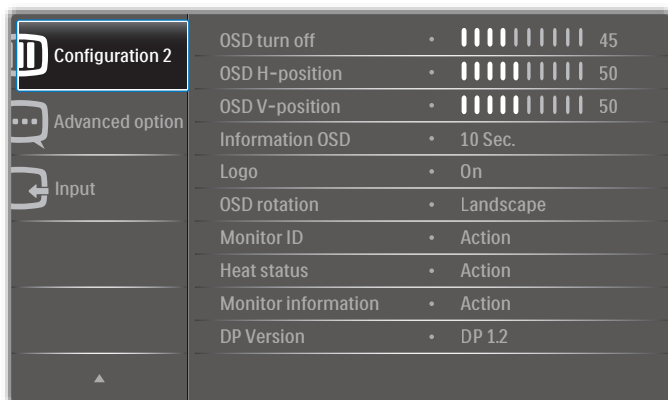 Configuration 2
Advanced option
Input
OSD turn off • 45
OSD H-position • 50
OSD V-position • 50
Information OSD • 10 Sec.
Logo • On
OSD rotation • Landscape
Monitor ID • Action
Heat status • Action
Monitor information • Action
DP Version • DP 1.2